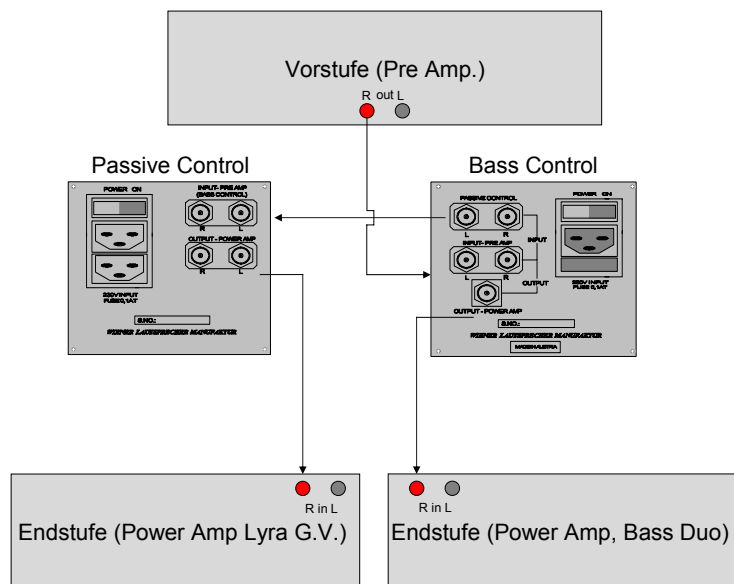 Vorstufe (Pre Amp.)
R out L
Passive Control
Bass Control
POWER ON
INPUT- PRE AMP
(BASS CONTROL)
R L
OUTPUT - POWER AMP
R L
230V INPUT
FUSE 0,1AT
S.NO.:
WIENER LAUTSPRECHER MANUFAKTUR
PASSIVE CONTROL
L R
INPUT
INPUT- PRE AMP
L R
OUTPUT
OUTPUT - POWER AMP
POWER ON
230V INPUT
FUSE 0,1AT
S.NO.:
WIENER LAUTSPRECHER MANUFAKTUR
MADE IN AUSTRIA
R in L
Endstufe (Power Amp Lyra G.V.)
R in L
Endstufe (Power Amp, Bass Duo)